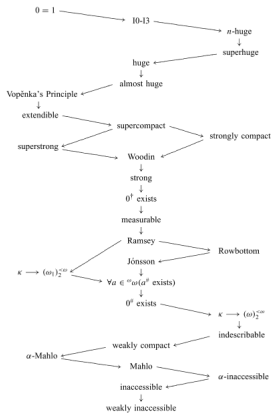 0 = 1
I0-I3
n-huge
superhuge
huge
almost huge
Vopěnka's Principle
extendible
supercompact
strongly compact
superstrong
Woodin
strong
0† exists
measurable
Ramsey
Rowbottom
κ ⟶ (ω₁)₂^<ω
Jónsson
∀a ∈ ^ωω(a# exists)
0# exists
κ ⟶ (ω)₂^<ω
indescribable
weakly compact
α-Mahlo
Mahlo
α-inaccessible
inaccessible
weakly inaccessible